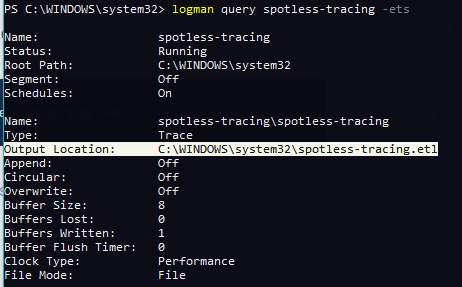 PS C:\WINDOWS\system32> logman query spotless-tracing -ets
Name: spotless-tracing
Status: Running
Root Path: C:\WINDOWS\system32
Segment: Off
Schedules: On
Name: spotless-tracing\spotless-tracing
Type: Trace
Output Location: C:\WINDOWS\system32\spotless-tracing.etl
Append: Off
Circular: Off
Overwrite: Off
Buffer Size: 8
Buffers Lost: 0
Buffers Written: 1
Buffer Flush Timer: 0
Clock Type: Performance
File Mode: File